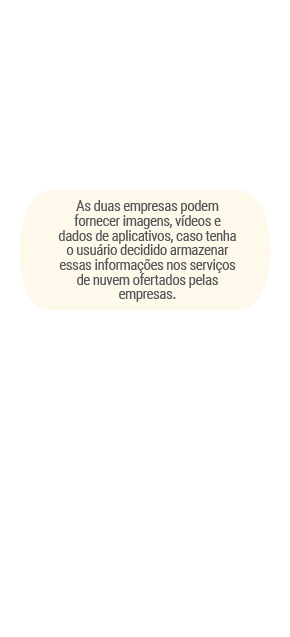 As duas empresas podem
fornecer imagens, vídeos e
dados de aplicativos, caso tenha
o usuário decidido armazenar
essas informações nos serviços
de nuvem ofertados pelas
empresas.